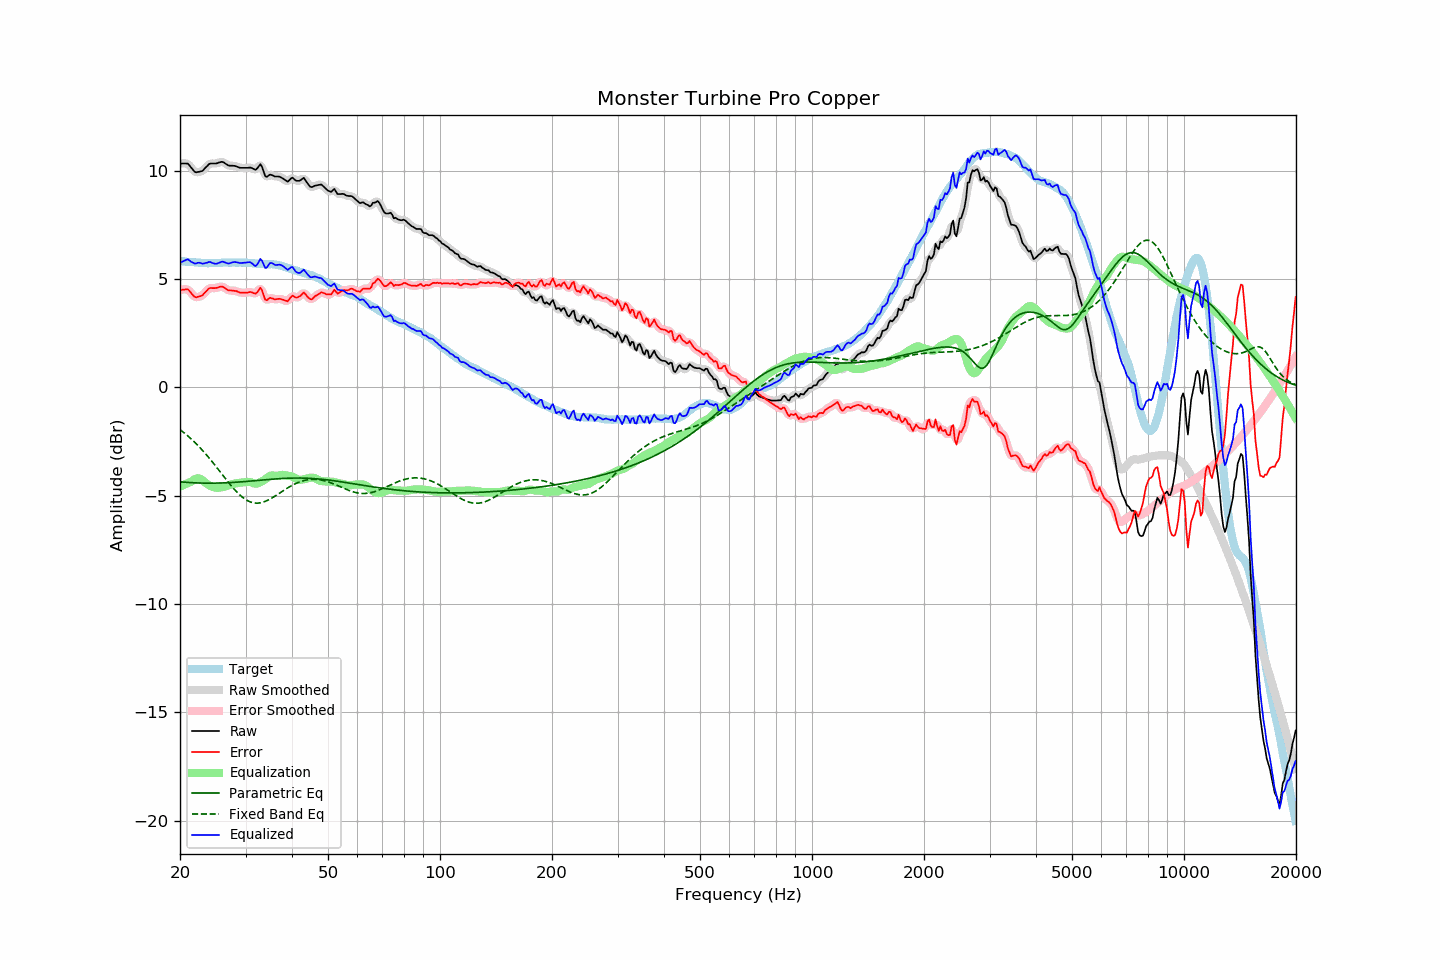 Monster Turbine Pro Copper
Amplitude (dBr)
10
5
0
−5
−10
−15
−20
Target
Raw Smoothed
Error Smoothed
Raw
Error
Equalization
Parametric Eq
Fixed Band Eq
Equalized
20
50
100
200
500
1000
2000
5000
10000
20000
Frequency (Hz)